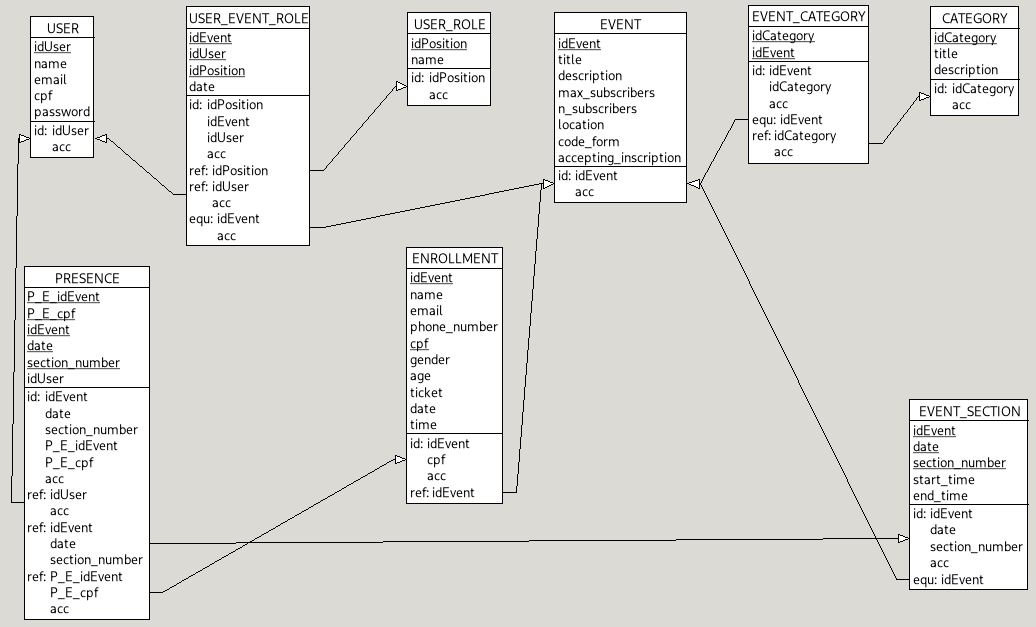 USER
idUser
name
email
cpf
password
id: idUser
acc
USER_EVENT_ROLE
idEvent
idUser
idPosition
date
id: idPosition
idEvent
idUser
acc
ref: idPosition
ref: idUser
acc
equ: idEvent
acc
USER_ROLE
idPosition
name
id: idPosition
acc
EVENT
idEvent
title
description
max_subscribers
n_subscribers
location
code_form
accepting_inscription
id: idEvent
acc
EVENT_CATEGORY
idCategory
idEvent
id: idEvent
idCategory
acc
equ: idEvent
ref: idCategory
acc
CATEGORY
idCategory
title
description
id: idCategory
acc
PRESENCE
P_E_idEvent
P_E_cpf
idEvent
date
section_number
idUser
id: idEvent
date
section_number
P_E_idEvent
P_E_cpf
acc
ref: idUser
acc
ref: idEvent
date
section_number
ref: P_E_idEvent
P_E_cpf
acc
ENROLLMENT
idEvent
name
email
phone_number
cpf
gender
age
ticket
date
time
id: idEvent
cpf
acc
ref: idEvent
EVENT_SECTION
idEvent
date
section_number
start_time
end_time
id: idEvent
date
section_number
acc
equ: idEvent